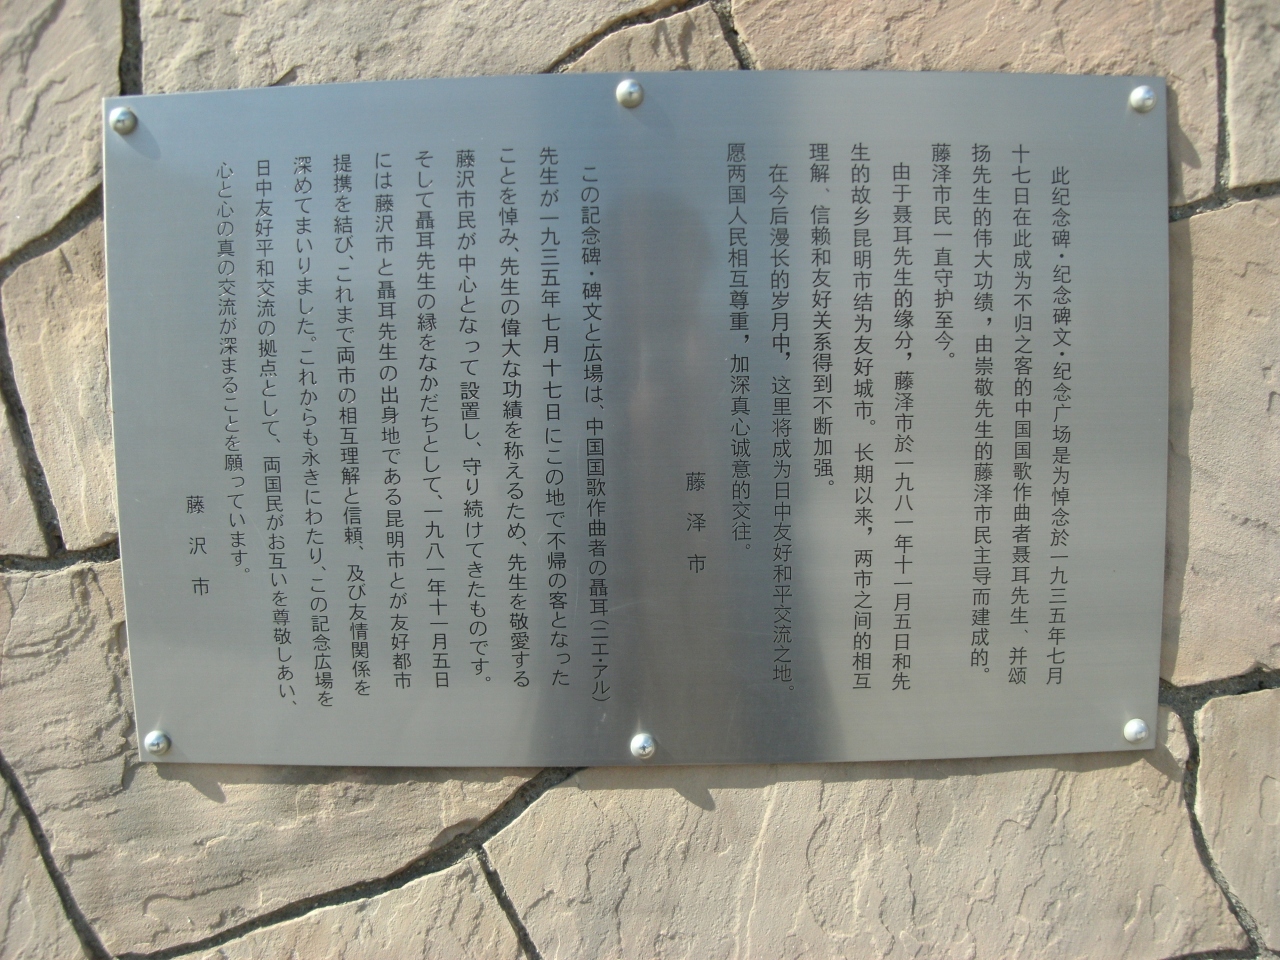 此纪念碑・纪念碑文・纪念广场是为悼念於一九三五年七月
十七日在此成为不归之客的中国国歌作曲者聂耳先生、并颂
扬先生的伟大功绩，由崇敬先生的藤泽市民主导而建成的。
藤泽市民一直守护至今。
由于聂耳先生的缘分，藤泽市於一九八一年十一月五日和先
生的故乡昆明市结为友好城市。长期以来，两市之间的相互
理解、信赖和友好关系得到不断加强。
在今后漫长的岁月中，这里将成为日中友好和平交流之地。
愿两国人民相互尊重，加深真心诚意的交往。
藤泽市
この記念碑・碑文と広場は、中国国歌作曲者の聶耳（ニエ・アル）
先生が一九三五年七月十七日にこの地で不帰の客となった
ことを悼み、先生の偉大な功績を称えるため、先生を敬愛する
藤沢市民が中心となって設置し、守り続けてきたものです。
そして聶耳先生の縁をなかだちとして、一九八一年十一月五日
には藤沢市と聶耳先生の出身地である昆明市とが友好都市
提携を結び、これまで両市の相互理解と信頼、及び友情関係を
深めてまいりました。これからも永きにわたり、この記念広場を
日中友好平和交流の拠点として、両国民がお互いを尊敬しあい、
心と心の真の交流が深まることを願っています。
藤沢市